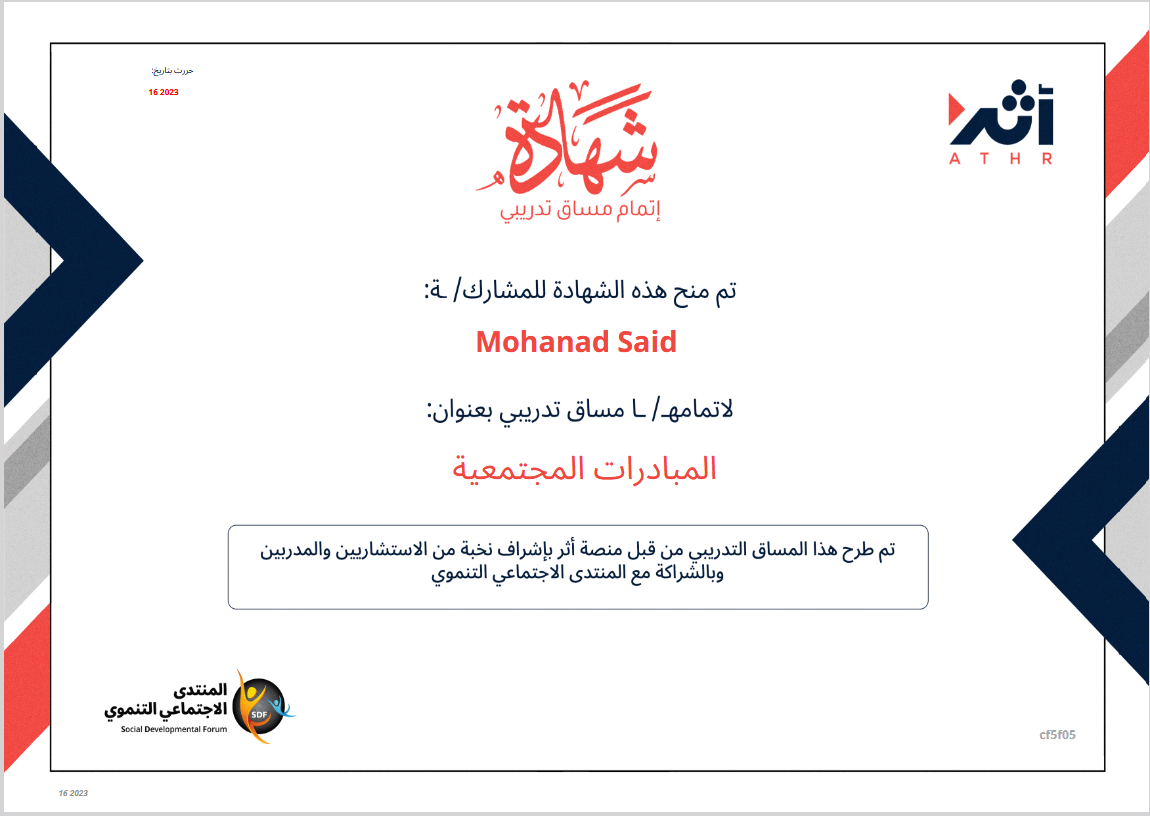 حررت بتاريخ:
16 2023
أثر
ATHR
شهادة
إتمام مساق تدريبي
تم منح هذه الشهادة للمشارك/ ـة:
Mohanad Said
لاتمامهـ/ ـا مساق تدريبي بعنوان:
المبادرات المجتمعية
تم طرح هذا المساق التدريبي من قبل منصة أثر بإشراف نخبة من الاستشاريين والمدربين
وبالشراكة مع المنتدى الاجتماعي التنموي
المنتدى
الاجتماعي التنموي
Social Developmental Forum
SDF
cf5f05
16 2023